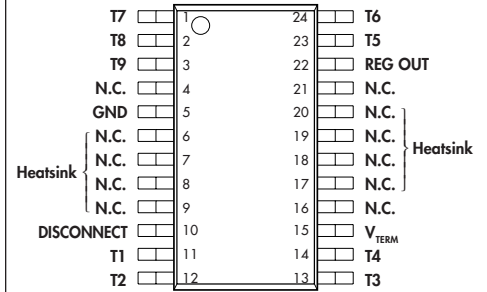 T7 1 24 T6
T8 2 23 T5
T9 3 22 REG OUT
N.C. 4 21 N.C.
GND 5 20 N.C.
N.C. 6 19 N.C.
N.C. 7 18 N.C.
Heatsink Heatsink
N.C. 8 17 N.C.
N.C. 9 16 N.C.
DISCONNECT 10 15 VTERM
T1 11 14 T4
T2 12 13 T3